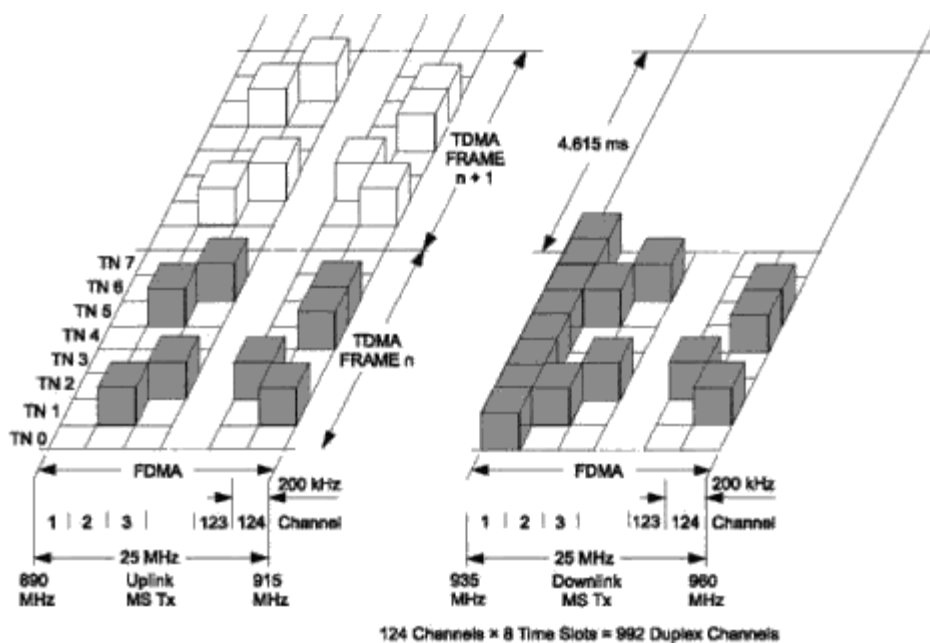 TDMA
FRAME
n + 1
4.615 ms
TN 7
TN 6
TN 5
TN 4
TN 3
TN 2
TN 1
TN 0
TDMA
FRAME n
FDMA
200 kHz
1 2 3 123 124 Channel
25 MHz
890
MHz
Uplink
MS Tx
915
MHz
FDMA
200 kHz
1 2 3 123 124 Channel
25 MHz
935
MHz
Downlink
MS Tx
960
MHz
124 Channels × 8 Time Slots = 992 Duplex Channels